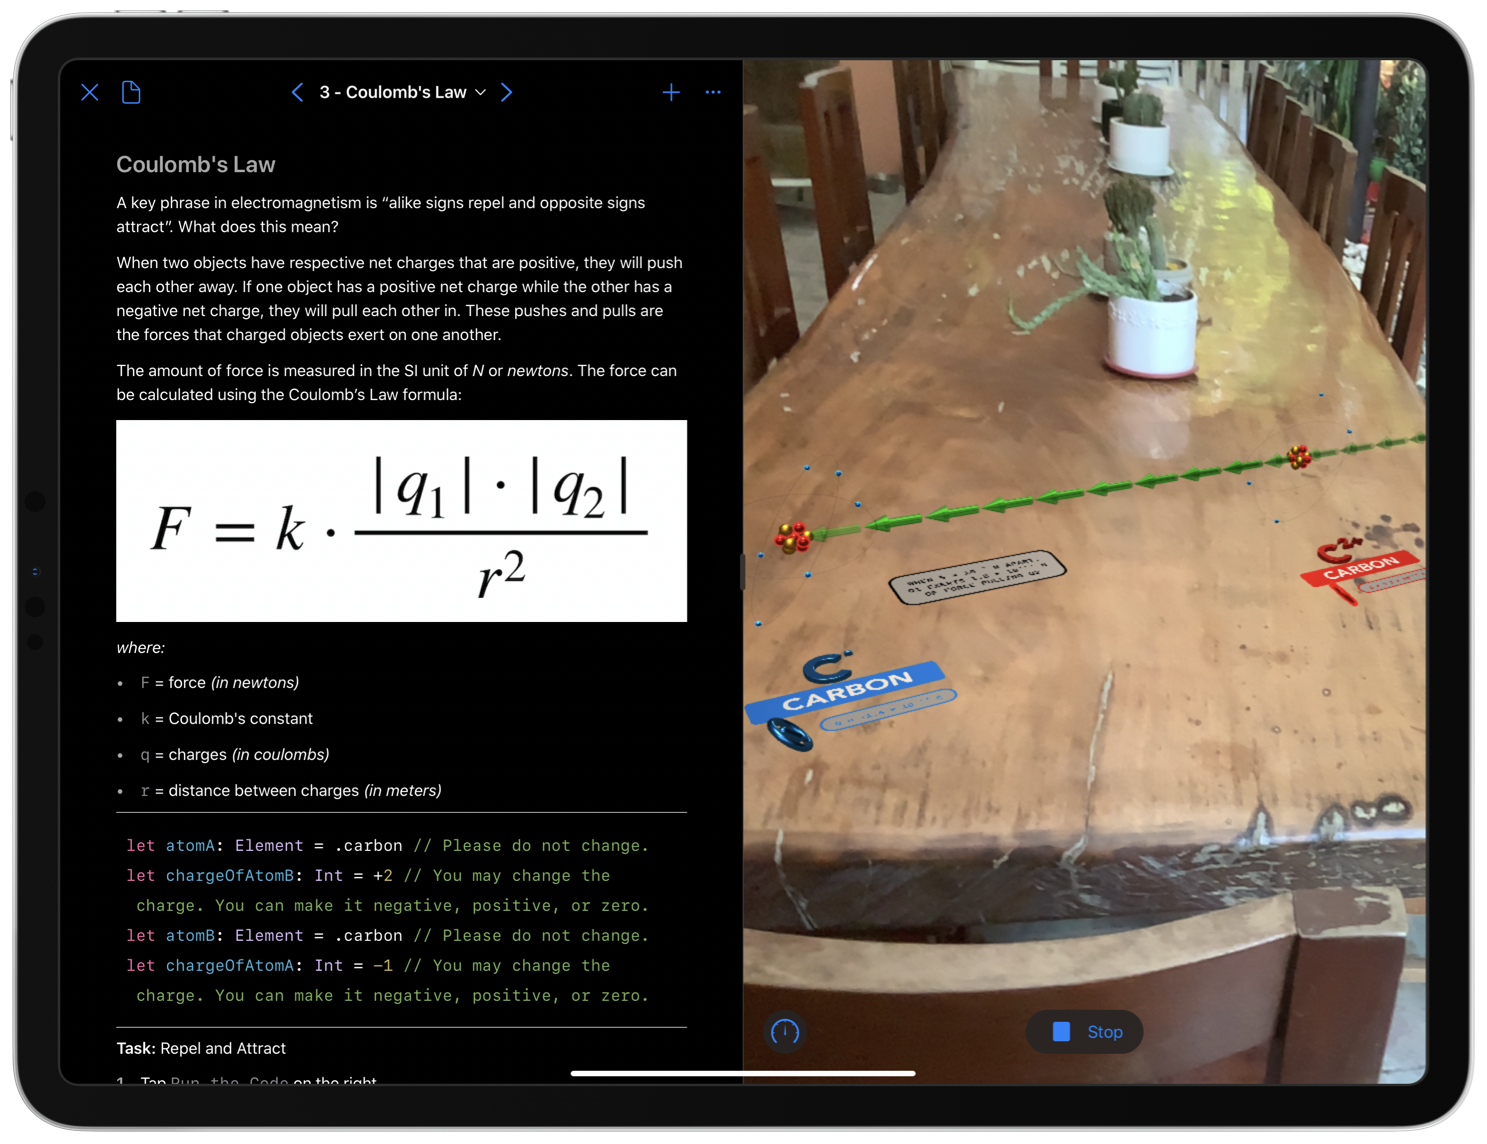 3 - Coulomb's Law
Coulomb's Law
A key phrase in electromagnetism is “alike signs repel and opposite signs
attract”. What does this mean?
When two objects have respective net charges that are positive, they will push
each other away. If one object has a positive net charge while the other has a
negative net charge, they will pull each other in. These pushes and pulls are
the forces that charged objects exert on one another.
The amount of force is measured in the SI unit of N or newtons. The force can
be calculated using the Coulomb’s Law formula:
F = k · |q₁| · |q₂| / r²
where:
• F = force (in newtons)
• k = Coulomb's constant
• q = charges (in coulombs)
• r = distance between charges (in meters)
let atomA: Element = .carbon // Please do not change.
let chargeOfAtomB: Int = +2 // You may change the
charge. You can make it negative, positive, or zero.
let atomB: Element = .carbon // Please do not change.
let chargeOfAtomA: Int = −1 // You may change the
charge. You can make it negative, positive, or zero.
Task: Repel and Attract
1. Tap Run the Code on the right
C²⁺
CARBON
C⁻
CARBON
OF FORCE PULLING
Stop